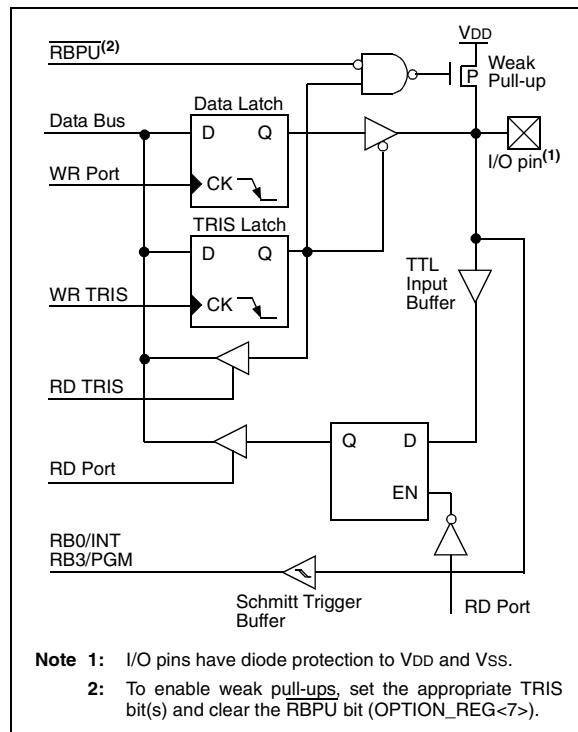 RBPU(2)
VDD
P
Weak
Pull-up
Data Latch
Data Bus
D
Q
I/O pin(1)
WR Port
CK
TRIS Latch
D
Q
TTL
Input
Buffer
WR TRIS
CK
RD TRIS
Q
D
RD Port
EN
RB0/INT
RB3/PGM
Schmitt Trigger
Buffer
RD Port
Note 1: I/O pins have diode protection to VDD and VSS.
2: To enable weak pull-ups, set the appropriate TRIS
bit(s) and clear the RBPU bit (OPTION_REG<7>).